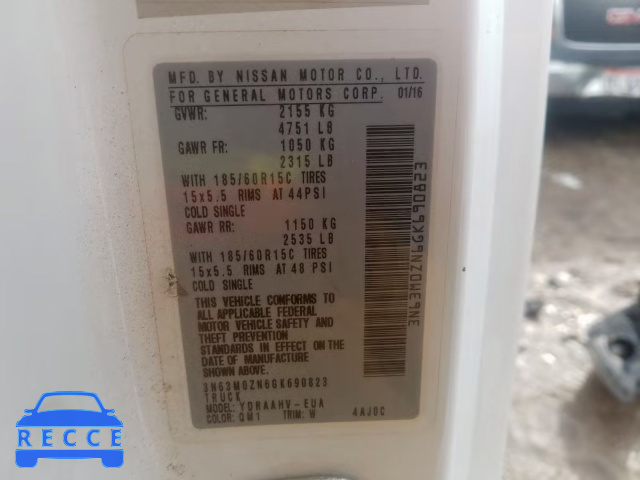 MFD. BY NISSAN MOTOR CO., LTD.
FOR GENERAL MOTORS CORP. 01/16
GVWR: 2155 KG
4751 LB
GAWR FR: 1050 KG
2315 LB
WITH 185/60R15C TIRES
15x5.5 RIMS AT 44PSI
COLD SINGLE
GAWR RR: 1150 KG
2535 LB
WITH 185/60R15C TIRES
15x5.5 RIMS AT 48 PSI
COLD SINGLE
THIS VEHICLE CONFORMS TO
ALL APPLICABLE FEDERAL
MOTOR VEHICLE SAFETY AND
THEFT PREVENTION
STANDARDS IN EFFECT ON THE
DATE OF MANUFACTURE
SHOWN ABOVE.
3N63M0ZN6GK690823
TRUCK
MODEL: YDRAAHV-EUA
COLOR: QM1 TRIM: W 4AJ0C
3N63M0ZN6GK690823
RECCE